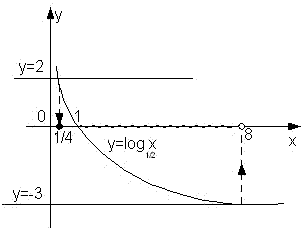 y
y=2
0 1
1/4 8
y=log x
1/2
x
y=-3